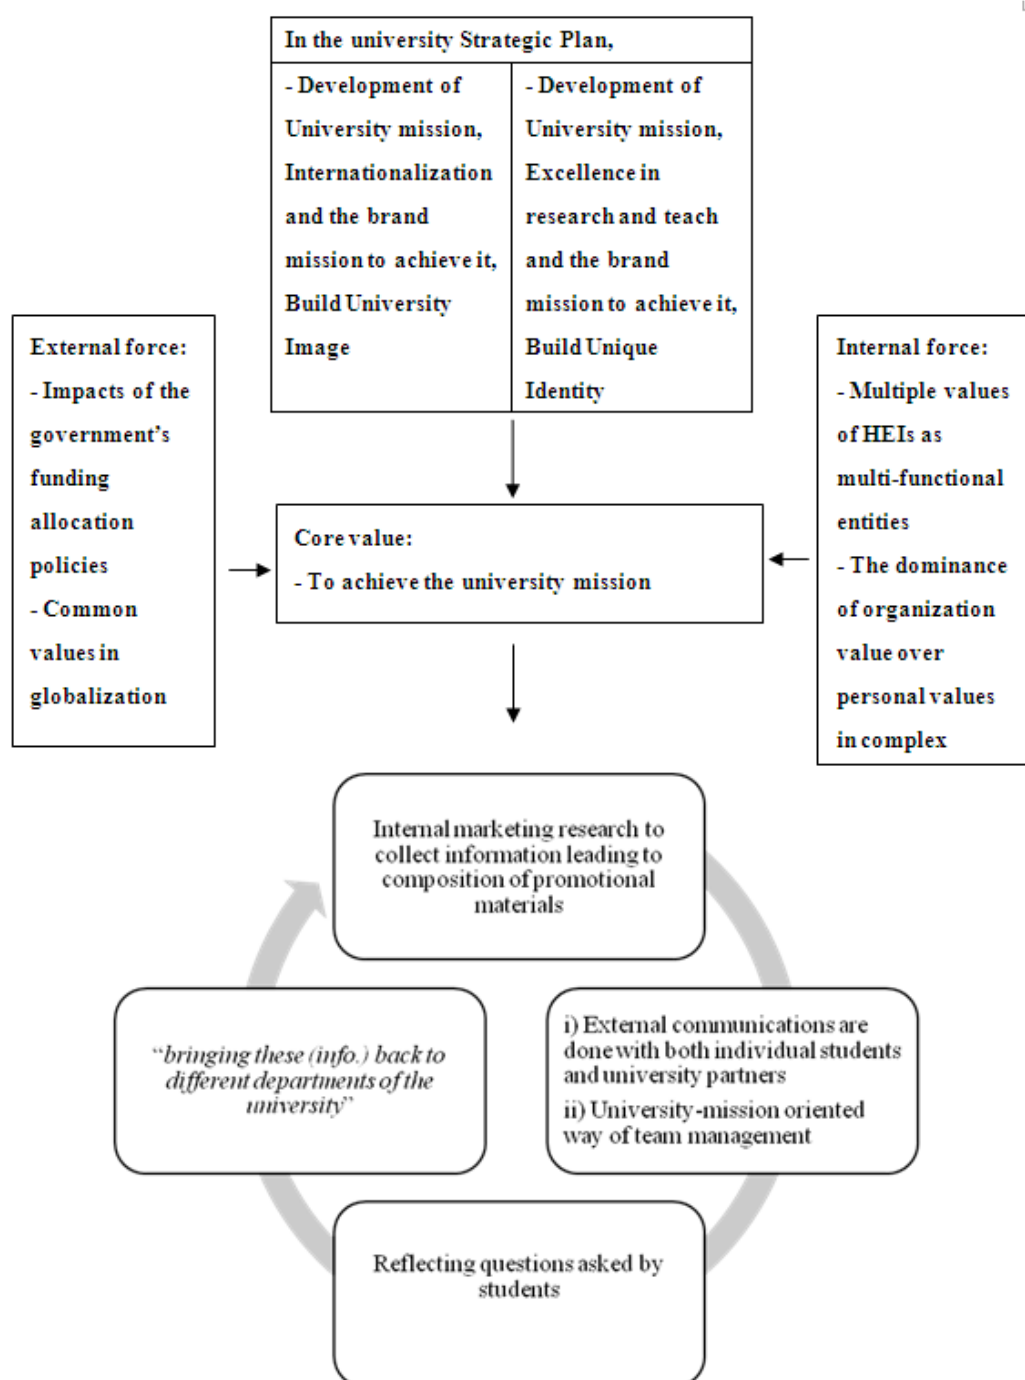 In the university Strategic Plan,
- Development of
University mission,
Internationalization
and the brand
mission to achieve it,
Build University
Image
- Development of
University mission,
Excellence in
research and teach
and the brand
mission to achieve it,
Build Unique
Identity
External force:
- Impacts of the
government’s
funding
allocation
policies
- Common
values in
globalization
Core value:
- To achieve the university mission
Internal force:
- Multiple values
of HEIs as
multi-functional
entities
- The dominance
of organization
value over
personal values
in complex
Internal marketing research to
collect information leading to
composition of promotional
materials
i) External communications are
done with both individual students
and university partners
ii) University-mission oriented
way of team management
Reflecting questions asked by
students
“bringing these (info.) back to
different departments of the
university”